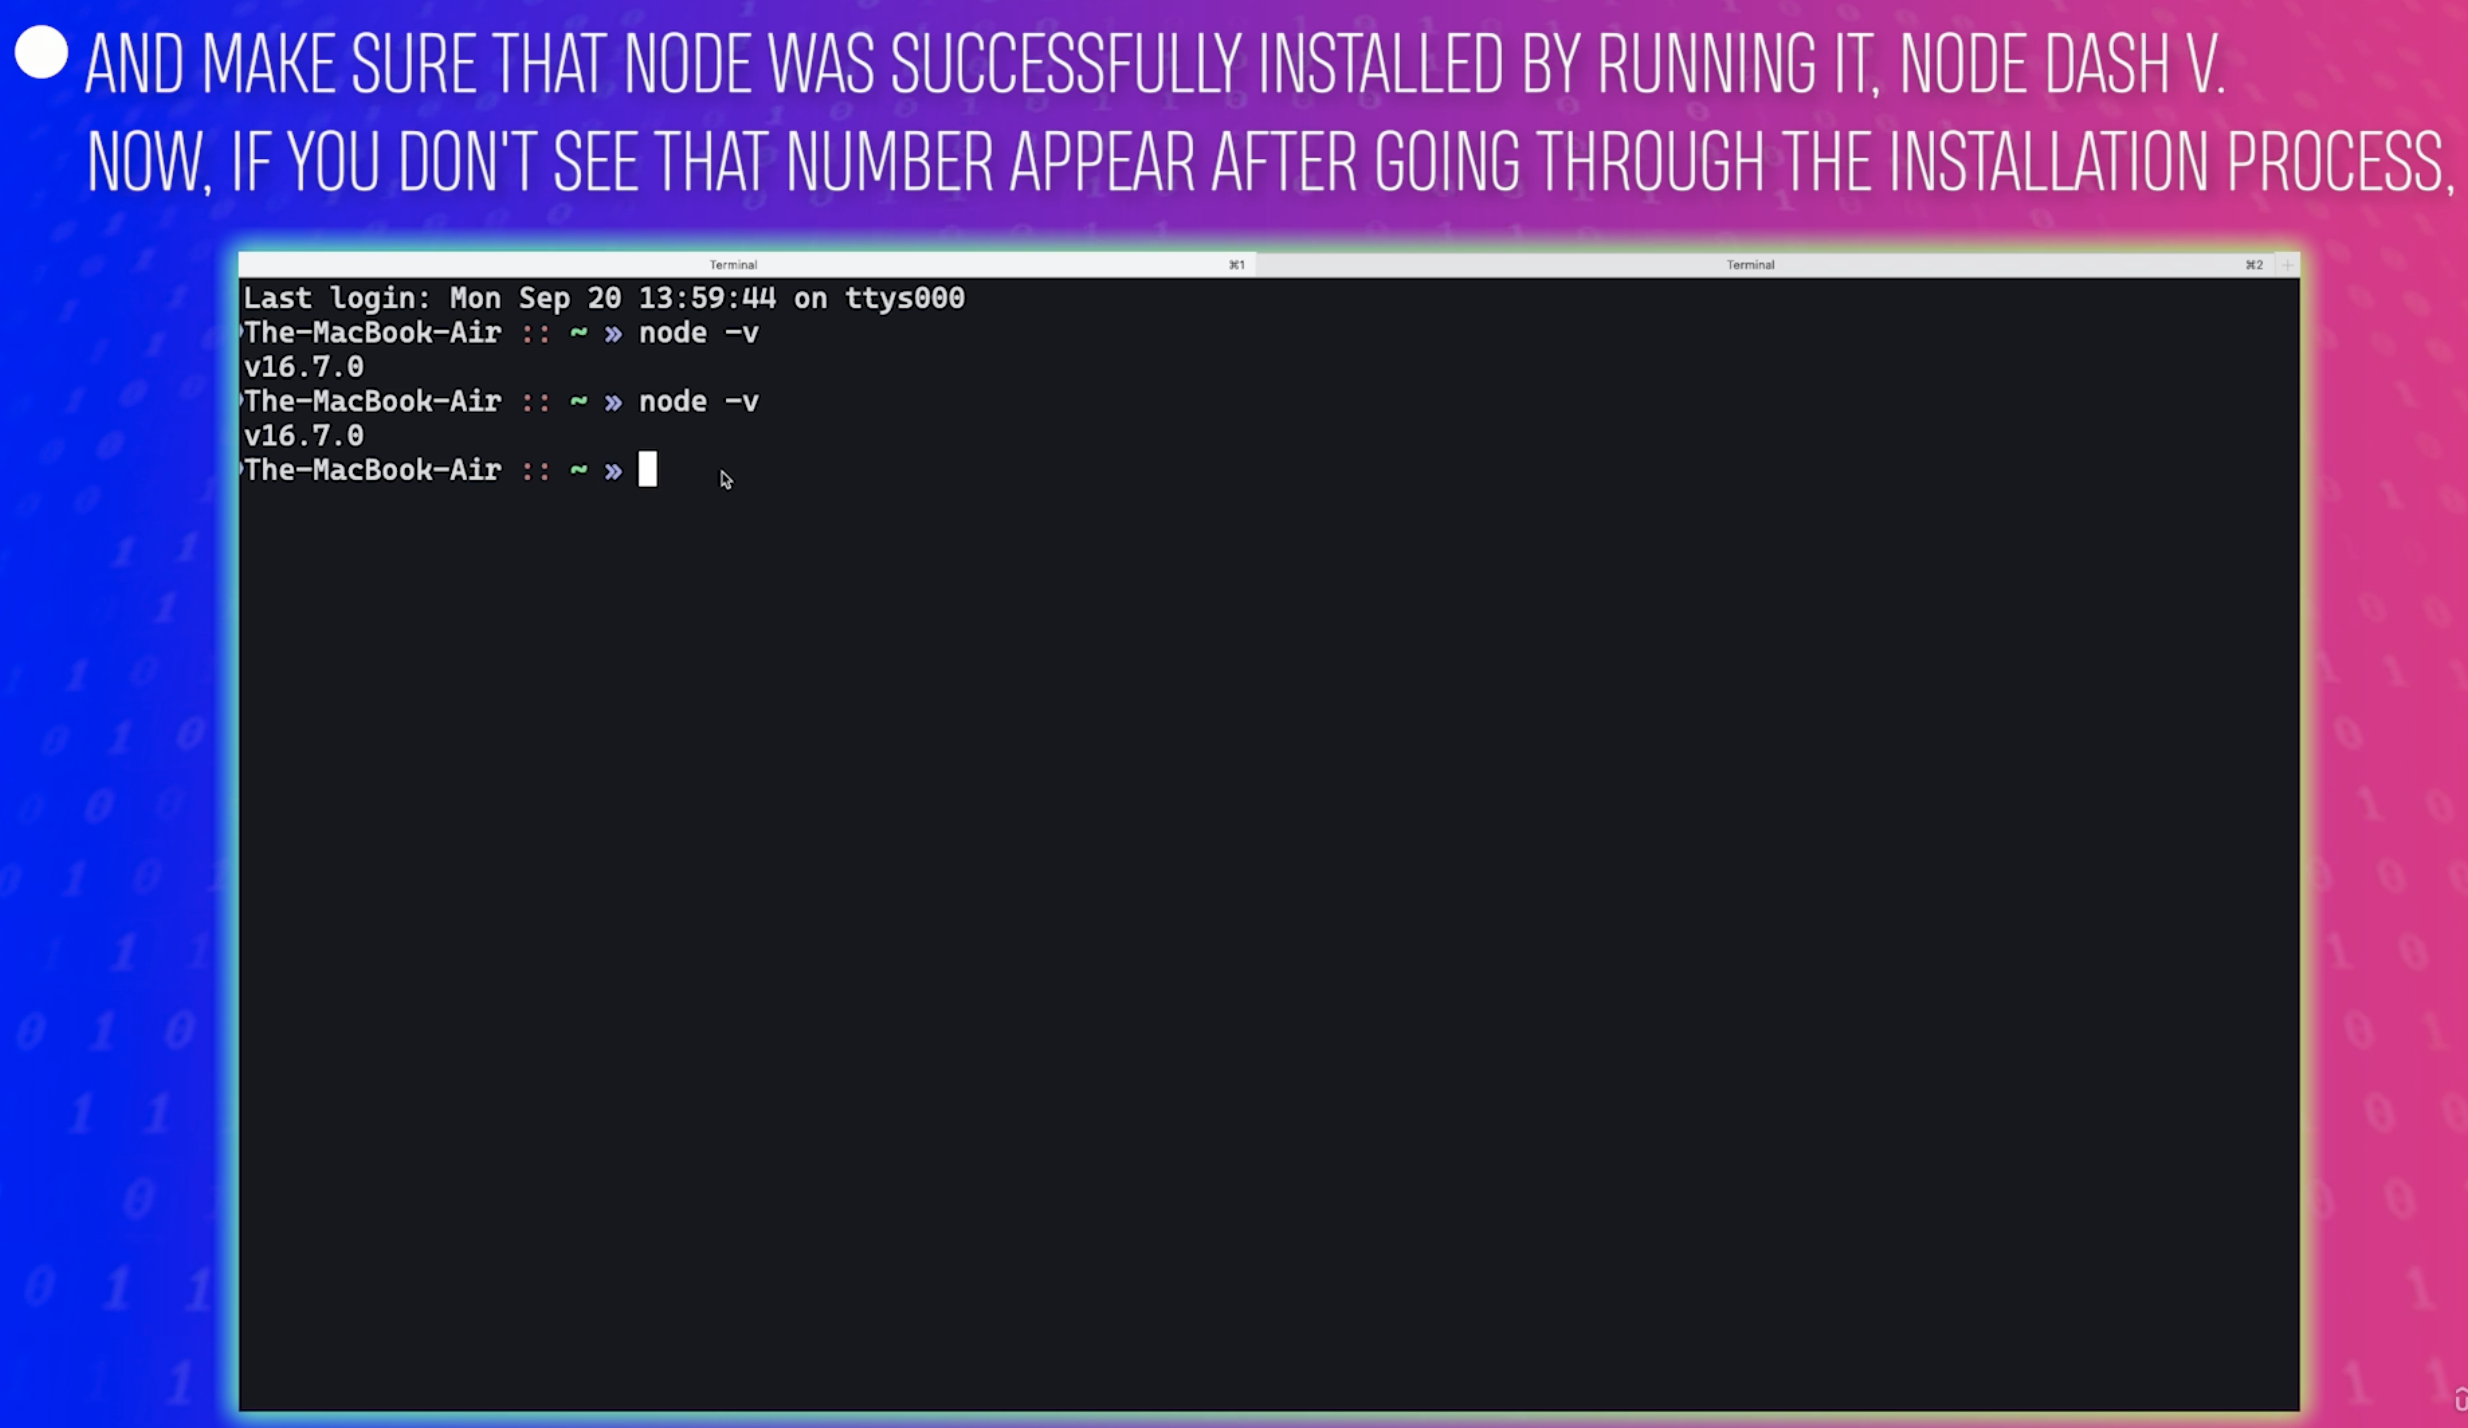 AND MAKE SURE THAT NODE WAS SUCCESSFULLY INSTALLED BY RUNNING IT, NODE DASH V.
NOW, IF YOU DON'T SEE THAT NUMBER APPEAR AFTER GOING THROUGH THE INSTALLATION PROCESS,
Terminal ⌘1 Terminal ⌘2 +
Last login: Mon Sep 20 13:59:44 on ttys000
The-MacBook-Air :: ~ » node -v
v16.7.0
The-MacBook-Air :: ~ » node -v
v16.7.0
The-MacBook-Air :: ~ »